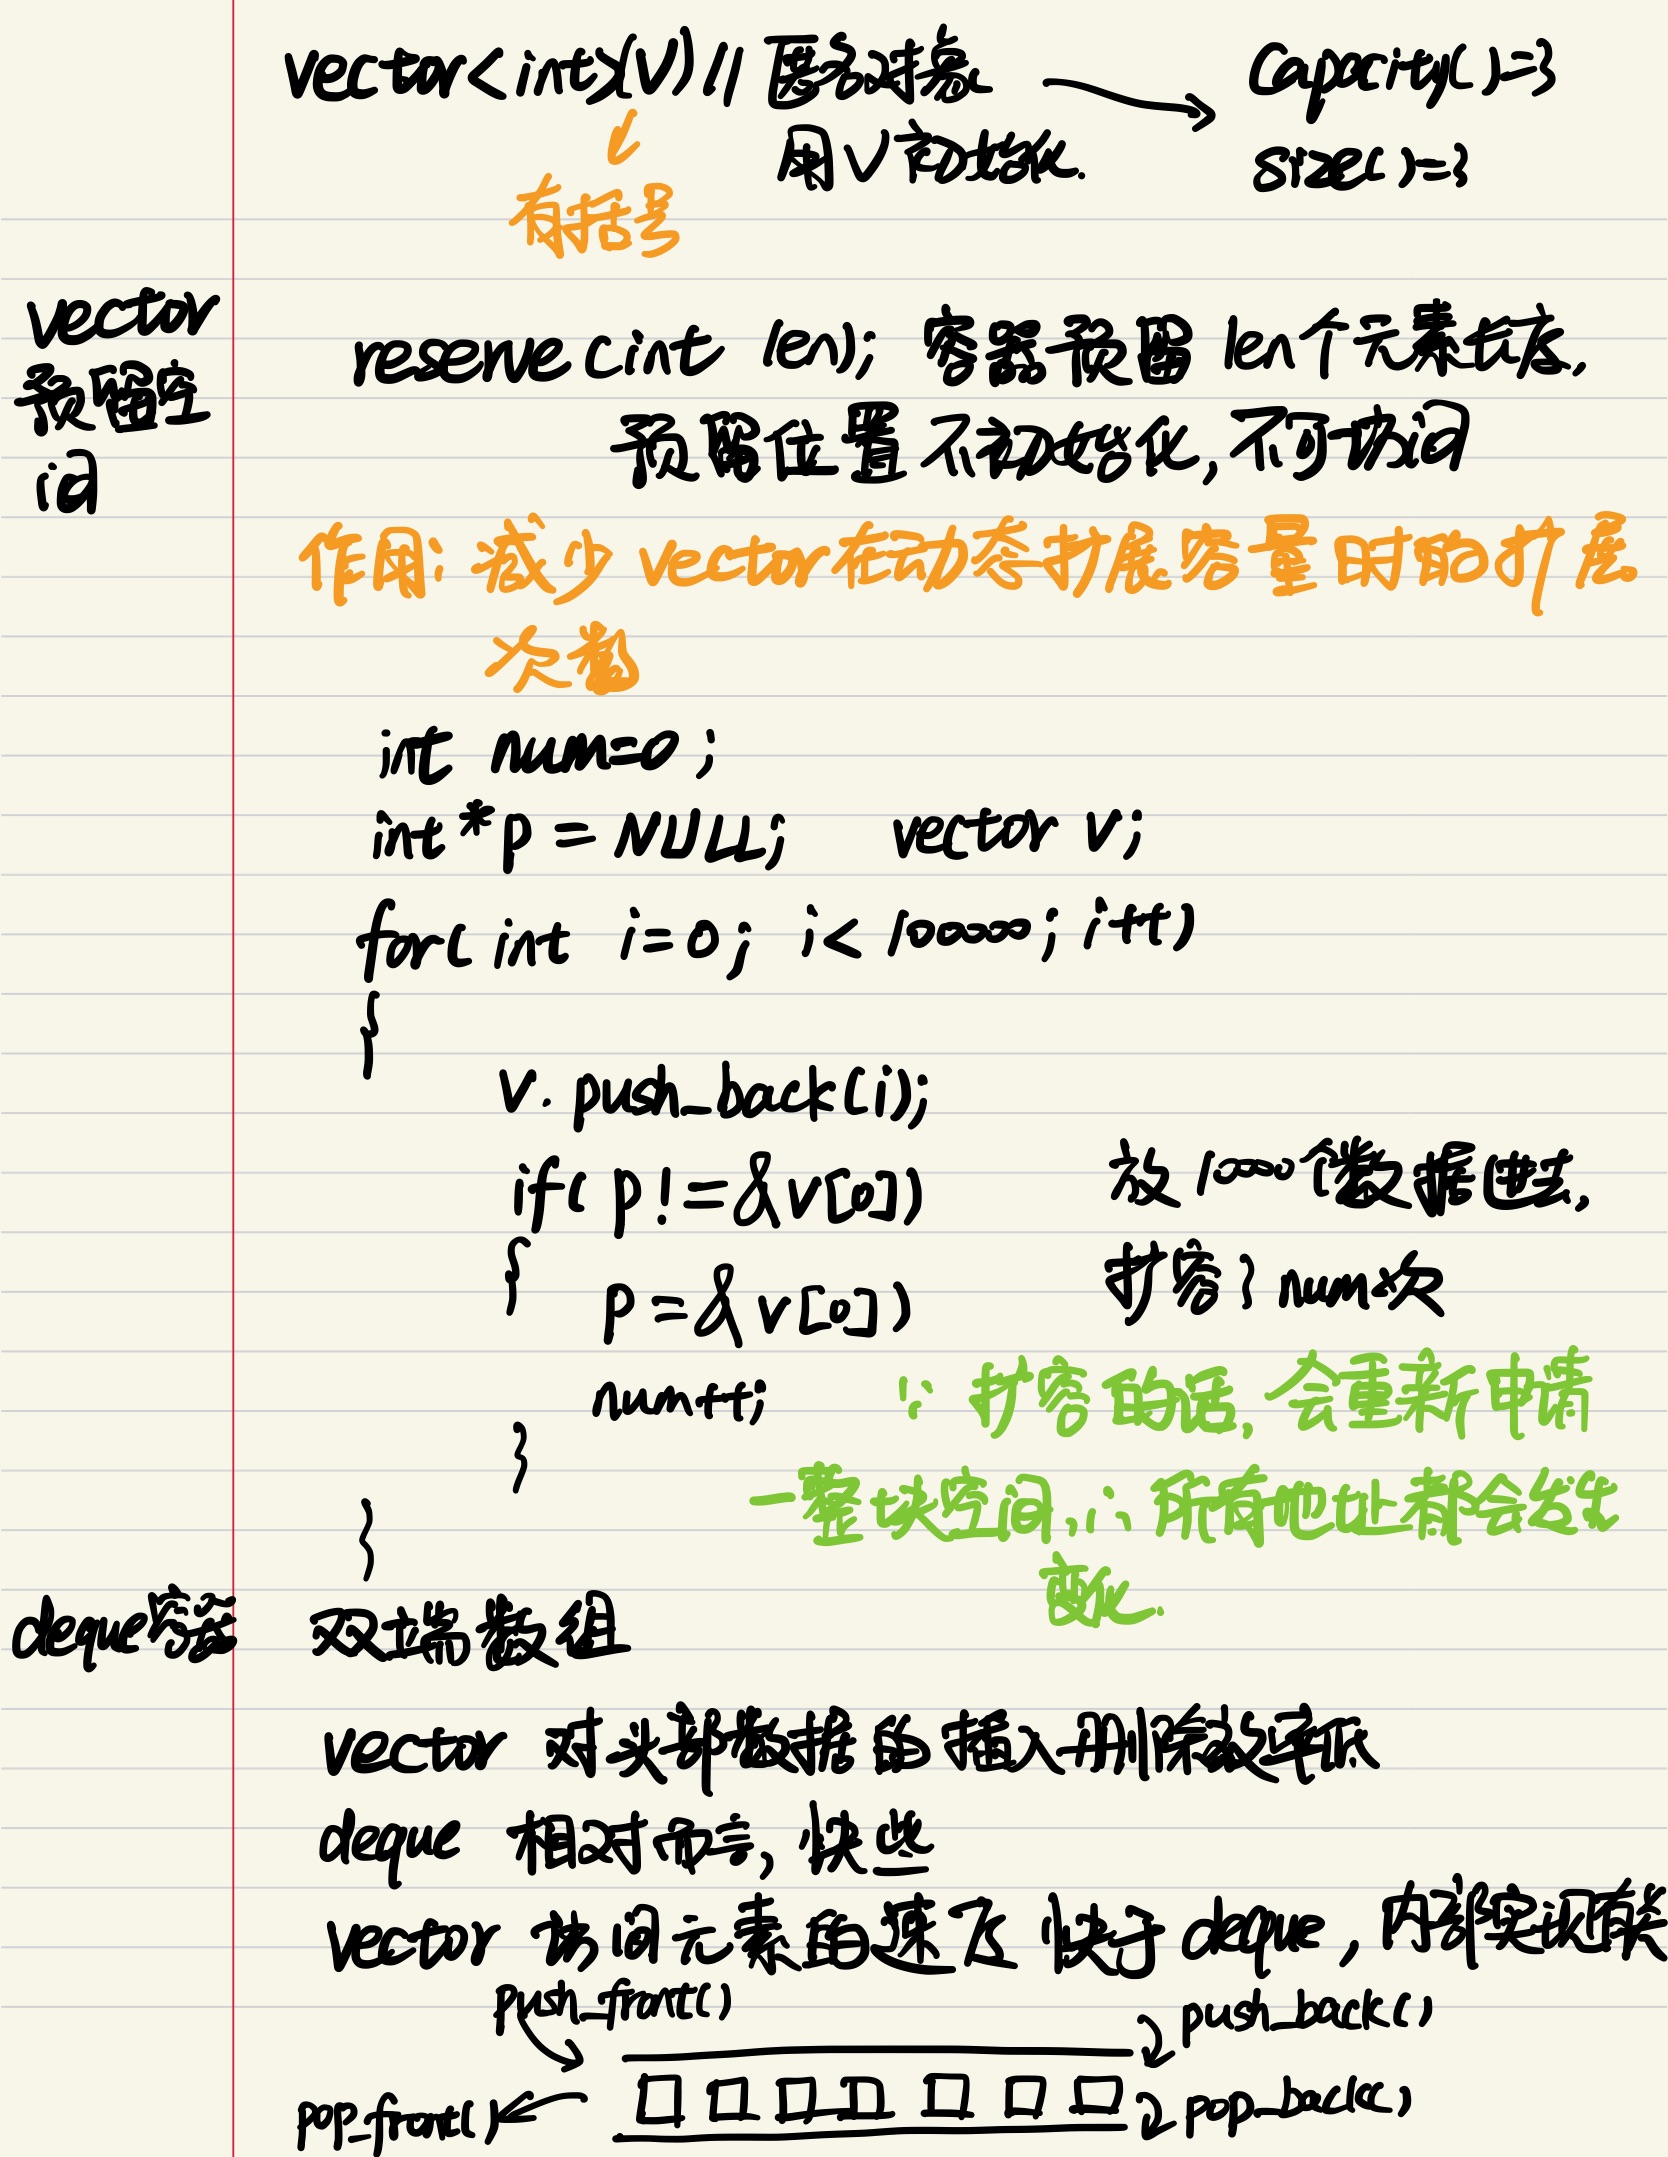 vector<int>(v) // 匿名对象 → Capacity()=3
用v初始化. size()=3
有括号
vector
预留空
间
reserve(int len); 容器预留 len个元素长度,
预留位置不初始化,不可访问
作用: 减少 vector在动态扩展容量时的扩展
次数
int num=0;
int *p = NULL; vector v;
for( int i=0; i< 100000; i++)
{
v. push_back(i);
if( p!=&v[0])
{
p=&v[0])
num++;
}
}
放10000个数据进去,
扩容了num次
∵ 扩容的话, 会重新申请
一整块空间, ∴ 所有地址都会发生
变化.
deque容器 双端数组
vector 对头部数据的插入删除效率低
deque 相对而言, 快些
vector 访问元素的速度快于 deque, 内部实现有关
push_front() push_back()
pop_front() pop_back()